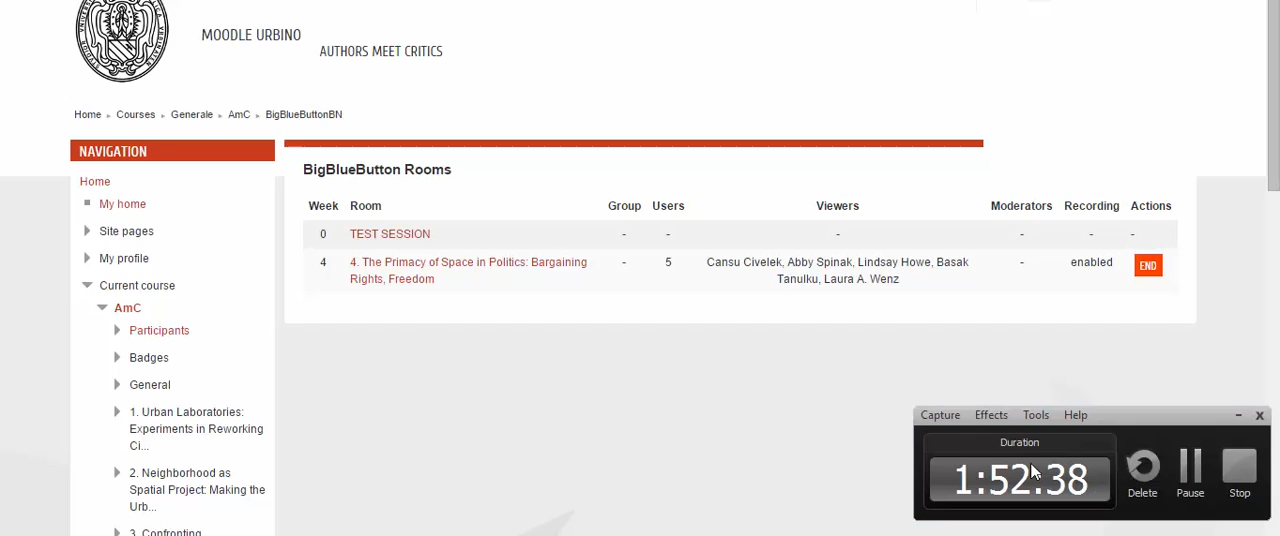 MOODLE URBINO
AUTHORS MEET CRITICS
Home ▸ Courses ▸ Generale ▸ AmC ▸ BigBlueButtonBN
NAVIGATION
Home
My home
Site pages
My profile
Current course
AmC
Participants
Badges
General
1. Urban Laboratories:
Experiments in Reworking
Ci...
2. Neighborhood as
Spatial Project: Making the
Urb...
3. Confronting
BigBlueButton Rooms
Week Room Group Users Viewers Moderators Recording Actions
0 TEST SESSION - - - - - -
4 4. The Primacy of Space in Politics: Bargaining - 5 Cansu Civelek, Abby Spinak, Lindsay Howe, Basak - enabled END
Rights, Freedom Tanulku, Laura A. Wenz
Capture Effects Tools Help
Duration
1:52:38
Delete Pause Stop